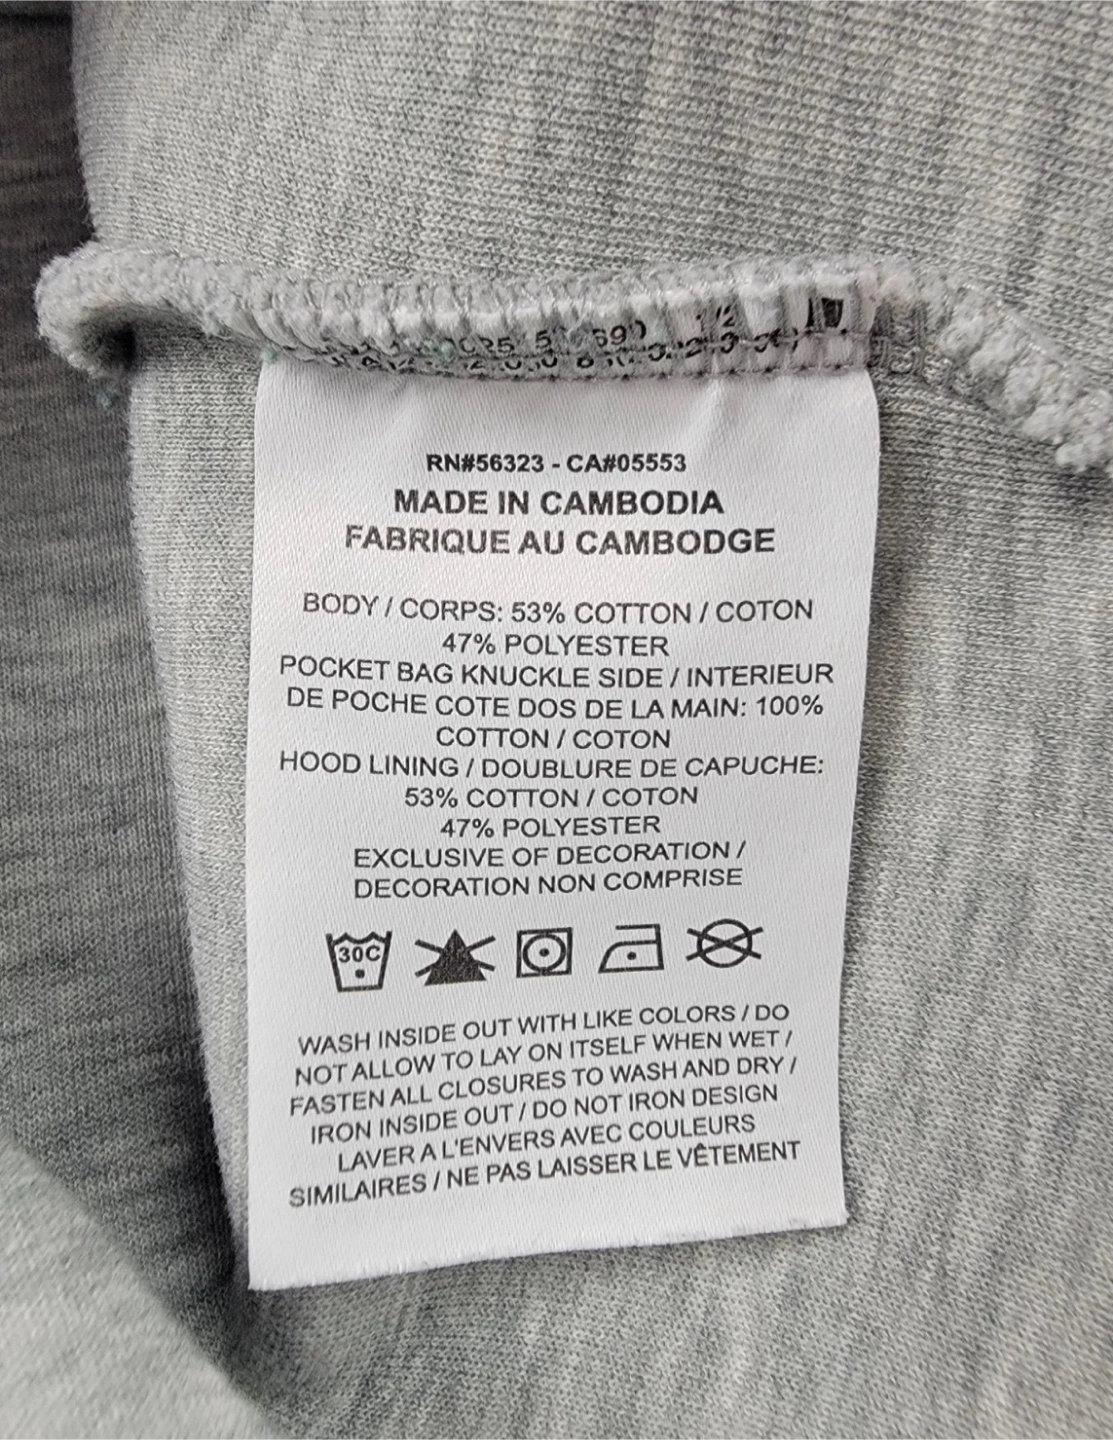 RN#56323 - CA#05553
MADE IN CAMBODIA
FABRIQUE AU CAMBODGE
BODY / CORPS: 53% COTTON / COTON
47% POLYESTER
POCKET BAG KNUCKLE SIDE / INTERIEUR
DE POCHE COTE DOS DE LA MAIN: 100%
COTTON / COTON
HOOD LINING / DOUBLURE DE CAPUCHE:
53% COTTON / COTON
47% POLYESTER
EXCLUSIVE OF DECORATION /
DECORATION NON COMPRISE
30C
WASH INSIDE OUT WITH LIKE COLORS / DO
NOT ALLOW TO LAY ON ITSELF WHEN WET /
FASTEN ALL CLOSURES TO WASH AND DRY /
IRON INSIDE OUT / DO NOT IRON DESIGN
LAVER A L'ENVERS AVEC COULEURS
SIMILAIRES / NE PAS LAISSER LE VÊTEMENT